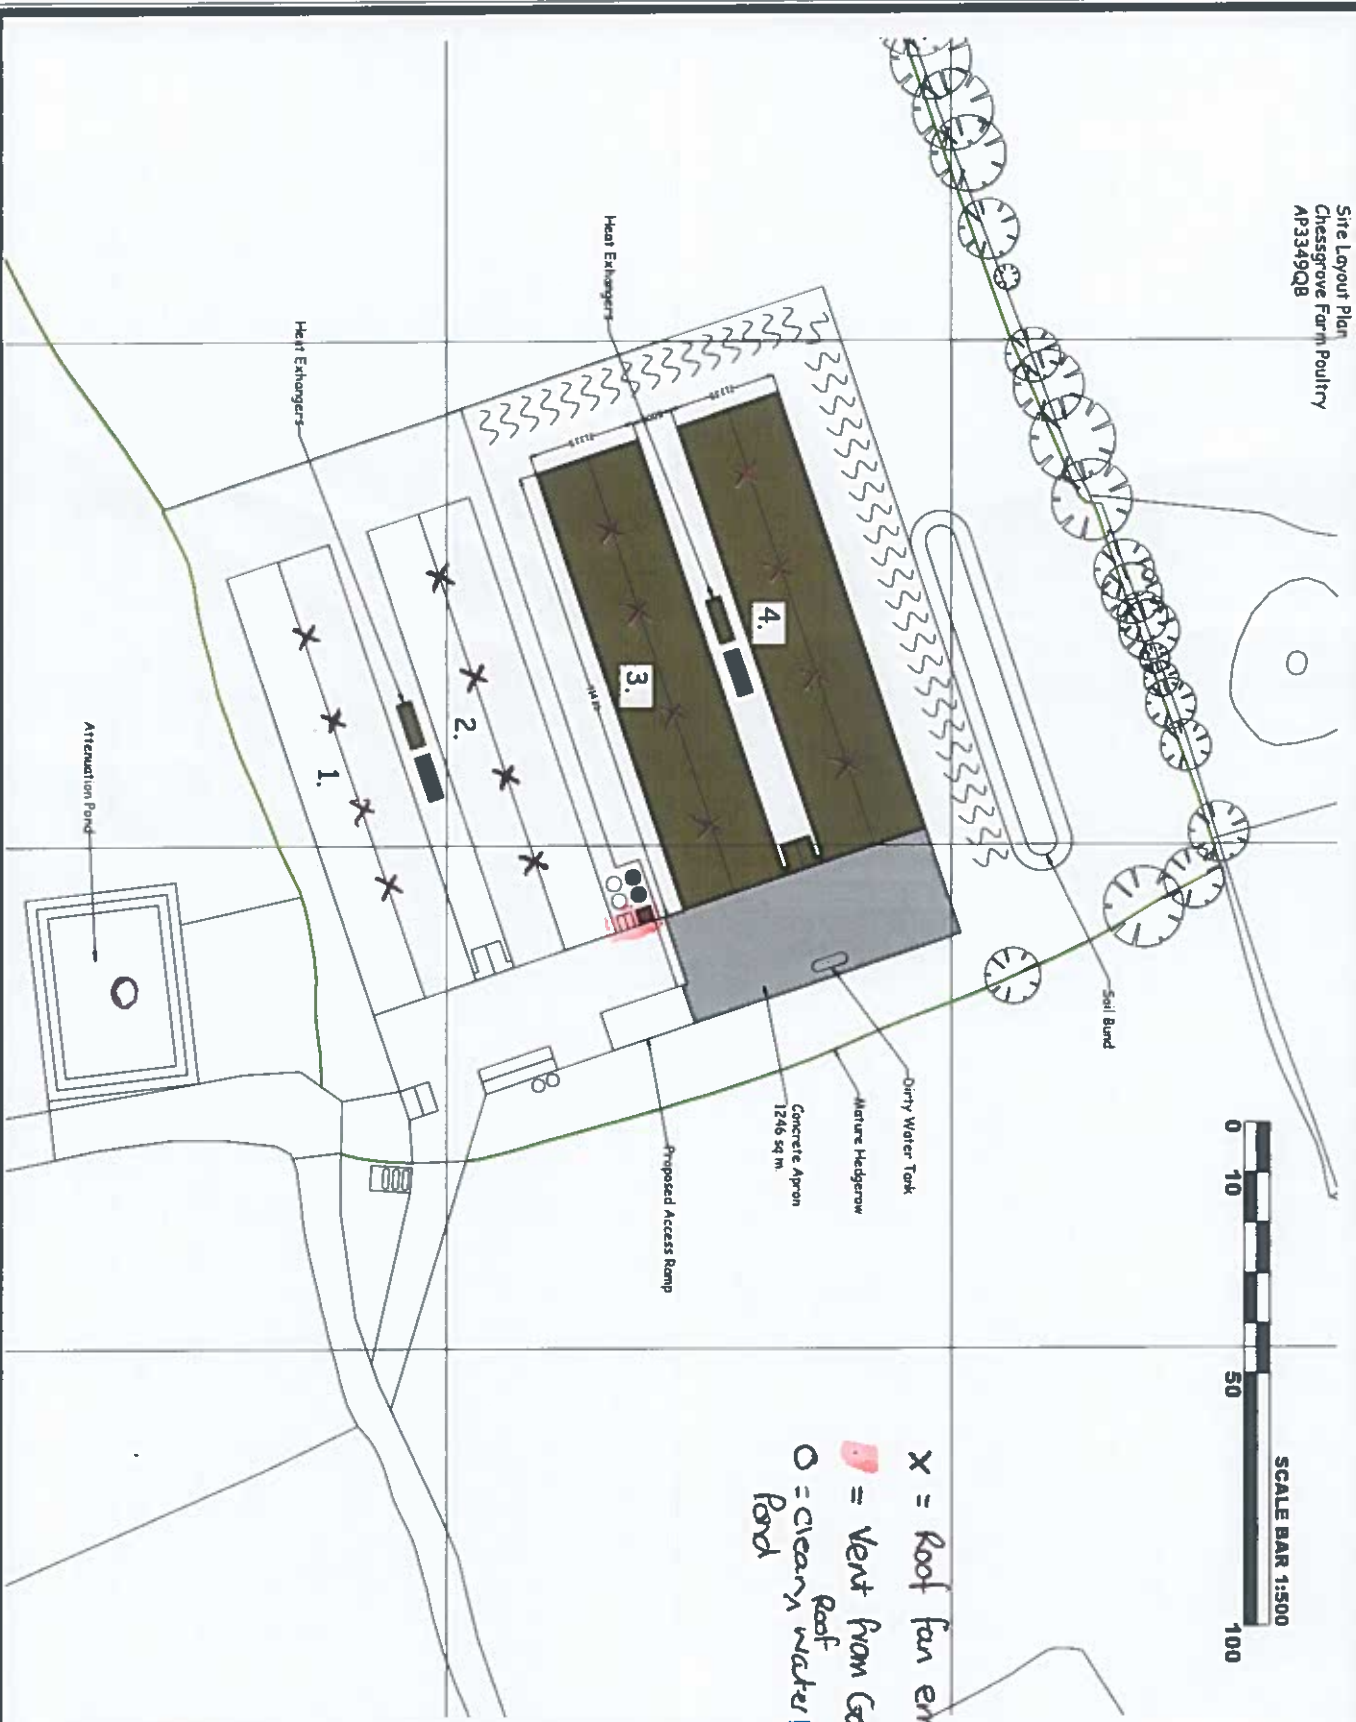 Site Layout Plan
Chessgrove Farm Poultry
AP3349QB
SCALE BAR 1:500
0 10 50 100
Heat Exhangers
Heat Exhangers
4.
3.
2.
1.
Soil Bund
Dirty Water Tank
Mature Hedgerow
Concrete Apron
1246 sq m.
Proposed Access Ramp
Attenuation Pond
X = Roof fan
= Vent from
O = Clean Roof water
Pond